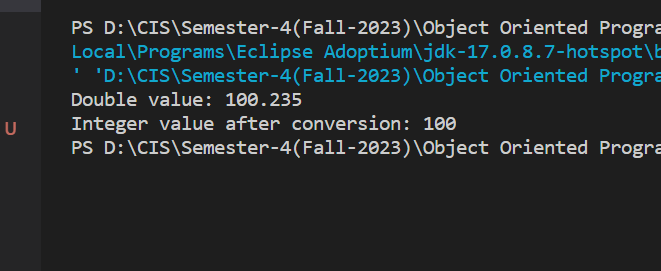 PS D:\CIS\Semester-4(Fall-2023)\Object Oriented Progra
Local\Programs\Eclipse Adoptium\jdk-17.0.8.7-hotspot\b
' 'D:\CIS\Semester-4(Fall-2023)\Object Oriented Progra
Double value: 100.235
Integer value after conversion: 100
U
PS D:\CIS\Semester-4(Fall-2023)\Object Oriented Progra